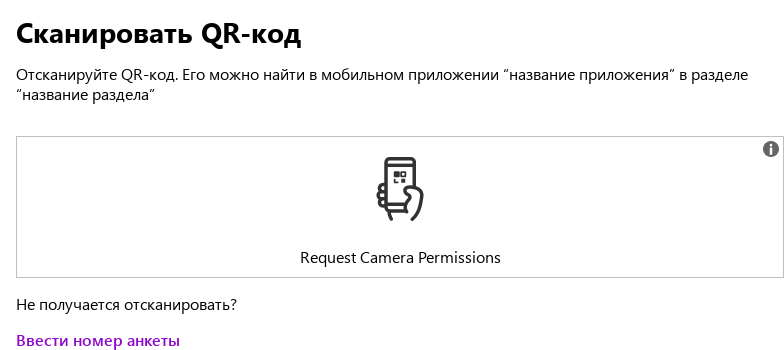 Сканировать QR-код
Отсканируйте QR-код. Его можно найти в мобильном приложении “название приложения” в разделе
“название раздела”
Request Camera Permissions
Не получается отсканировать?
Ввести номер анкеты